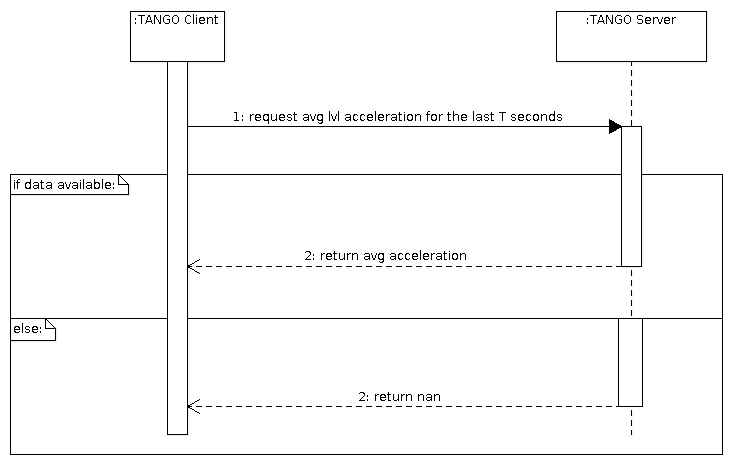 :TANGO Client
:TANGO Server
1: request avg lvl acceleration for the last T seconds
if data available:
2: return avg acceleration
else:
2: return nan